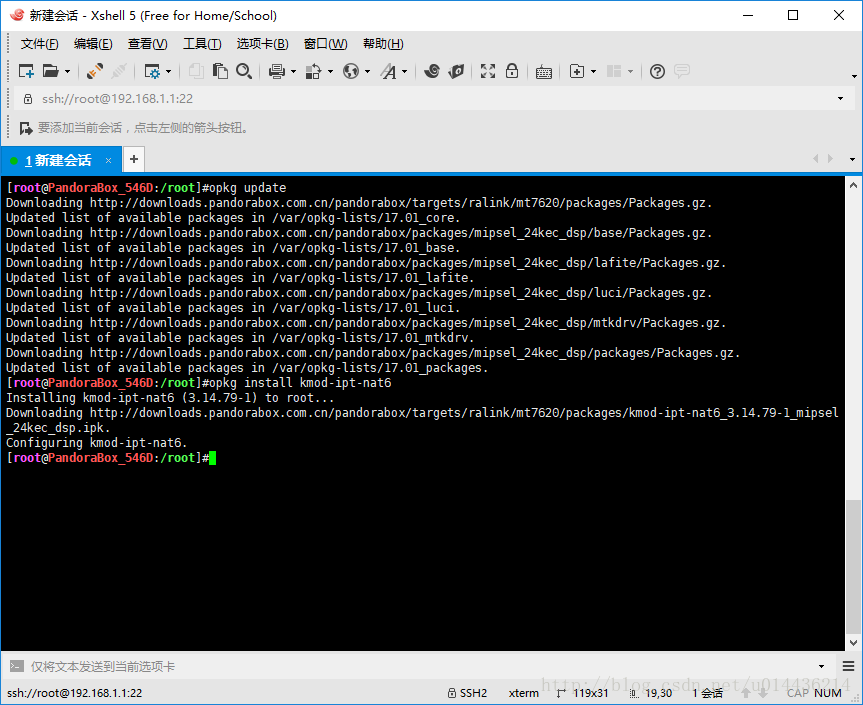 新建会话 - Xshell 5 (Free for Home/School)
文件(F) 编辑(E) 查看(V) 工具(T) 选项卡(B) 窗口(W) 帮助(H)
ssh://root@192.168.1.1:22
要添加当前会话，点击左侧的箭头按钮。
1 新建会话 × +
[root@PandoraBox_546D:/root]#opkg update
Downloading http://downloads.pandorabox.com.cn/pandorabox/targets/ralink/mt7620/packages/Packages.gz.
Updated list of available packages in /var/opkg-lists/17.01_core.
Downloading http://downloads.pandorabox.com.cn/pandorabox/packages/mipsel_24kec_dsp/base/Packages.gz.
Updated list of available packages in /var/opkg-lists/17.01_base.
Downloading http://downloads.pandorabox.com.cn/pandorabox/packages/mipsel_24kec_dsp/lafite/Packages.gz.
Updated list of available packages in /var/opkg-lists/17.01_lafite.
Downloading http://downloads.pandorabox.com.cn/pandorabox/packages/mipsel_24kec_dsp/luci/Packages.gz.
Updated list of available packages in /var/opkg-lists/17.01_luci.
Downloading http://downloads.pandorabox.com.cn/pandorabox/packages/mipsel_24kec_dsp/mtkdrv/Packages.gz.
Updated list of available packages in /var/opkg-lists/17.01_mtkdrv.
Downloading http://downloads.pandorabox.com.cn/pandorabox/packages/mipsel_24kec_dsp/packages/Packages.gz.
Updated list of available packages in /var/opkg-lists/17.01_packages.
[root@PandoraBox_546D:/root]#opkg install kmod-ipt-nat6
Installing kmod-ipt-nat6 (3.14.79-1) to root...
Downloading http://downloads.pandorabox.com.cn/pandorabox/targets/ralink/mt7620/packages/kmod-ipt-nat6_3.14.79-1_mipsel
_24kec_dsp.ipk.
Configuring kmod-ipt-nat6.
[root@PandoraBox_546D:/root]#
仅将文本发送到当前选项卡
http://blog.csdn.net/u014436214
ssh://root@192.168.1.1:22 SSH2 xterm 119x31 19,30 1 会话 CAP NUM